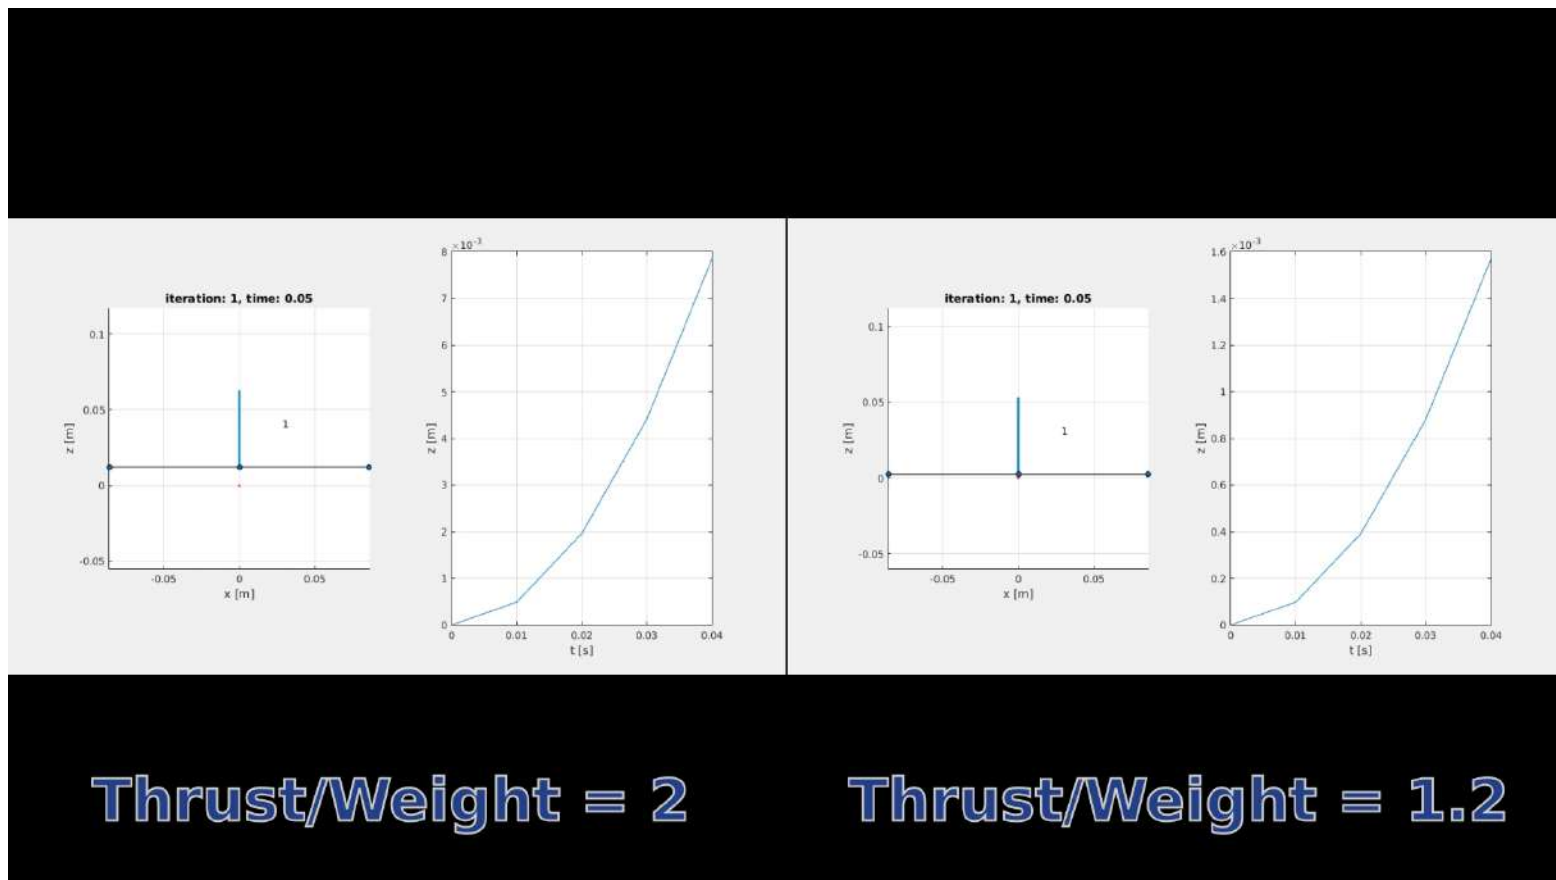 iteration: 1, time: 0.05
0.1
0.05
0
-0.05
z [m]
1
-0.05 0 0.05
x [m]
×10⁻³
8
7
6
5
4
3
2
1
0
z [m]
0 0.01 0.02 0.03 0.04
t [s]
iteration: 1, time: 0.05
0.1
0.05
0
-0.05
z [m]
1
-0.05 0 0.05
x [m]
×10⁻³
1.6
1.4
1.2
1
0.8
0.6
0.4
0.2
0
z [m]
0 0.01 0.02 0.03 0.04
t [s]
Thrust/Weight = 2
Thrust/Weight = 1.2